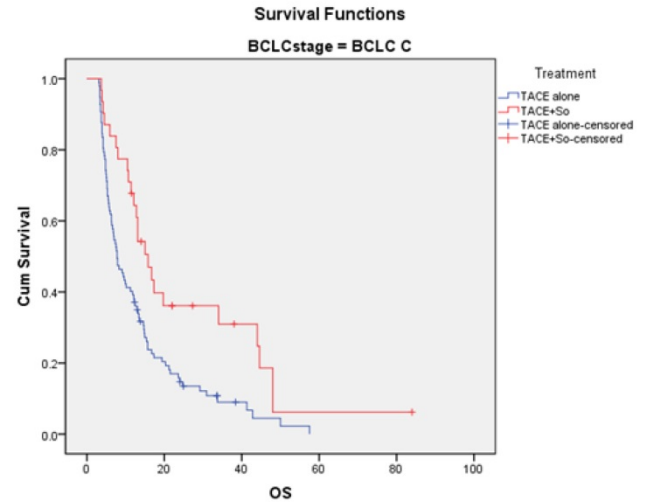 Survival Functions
BCLCstage = BCLC C
Treatment
TACE alone
TACE+So
TACE alone-censored
TACE+So-censored
Cum Survival
1.0
0.8
0.6
0.4
0.2
0.0
0 20 40 60 80 100
OS